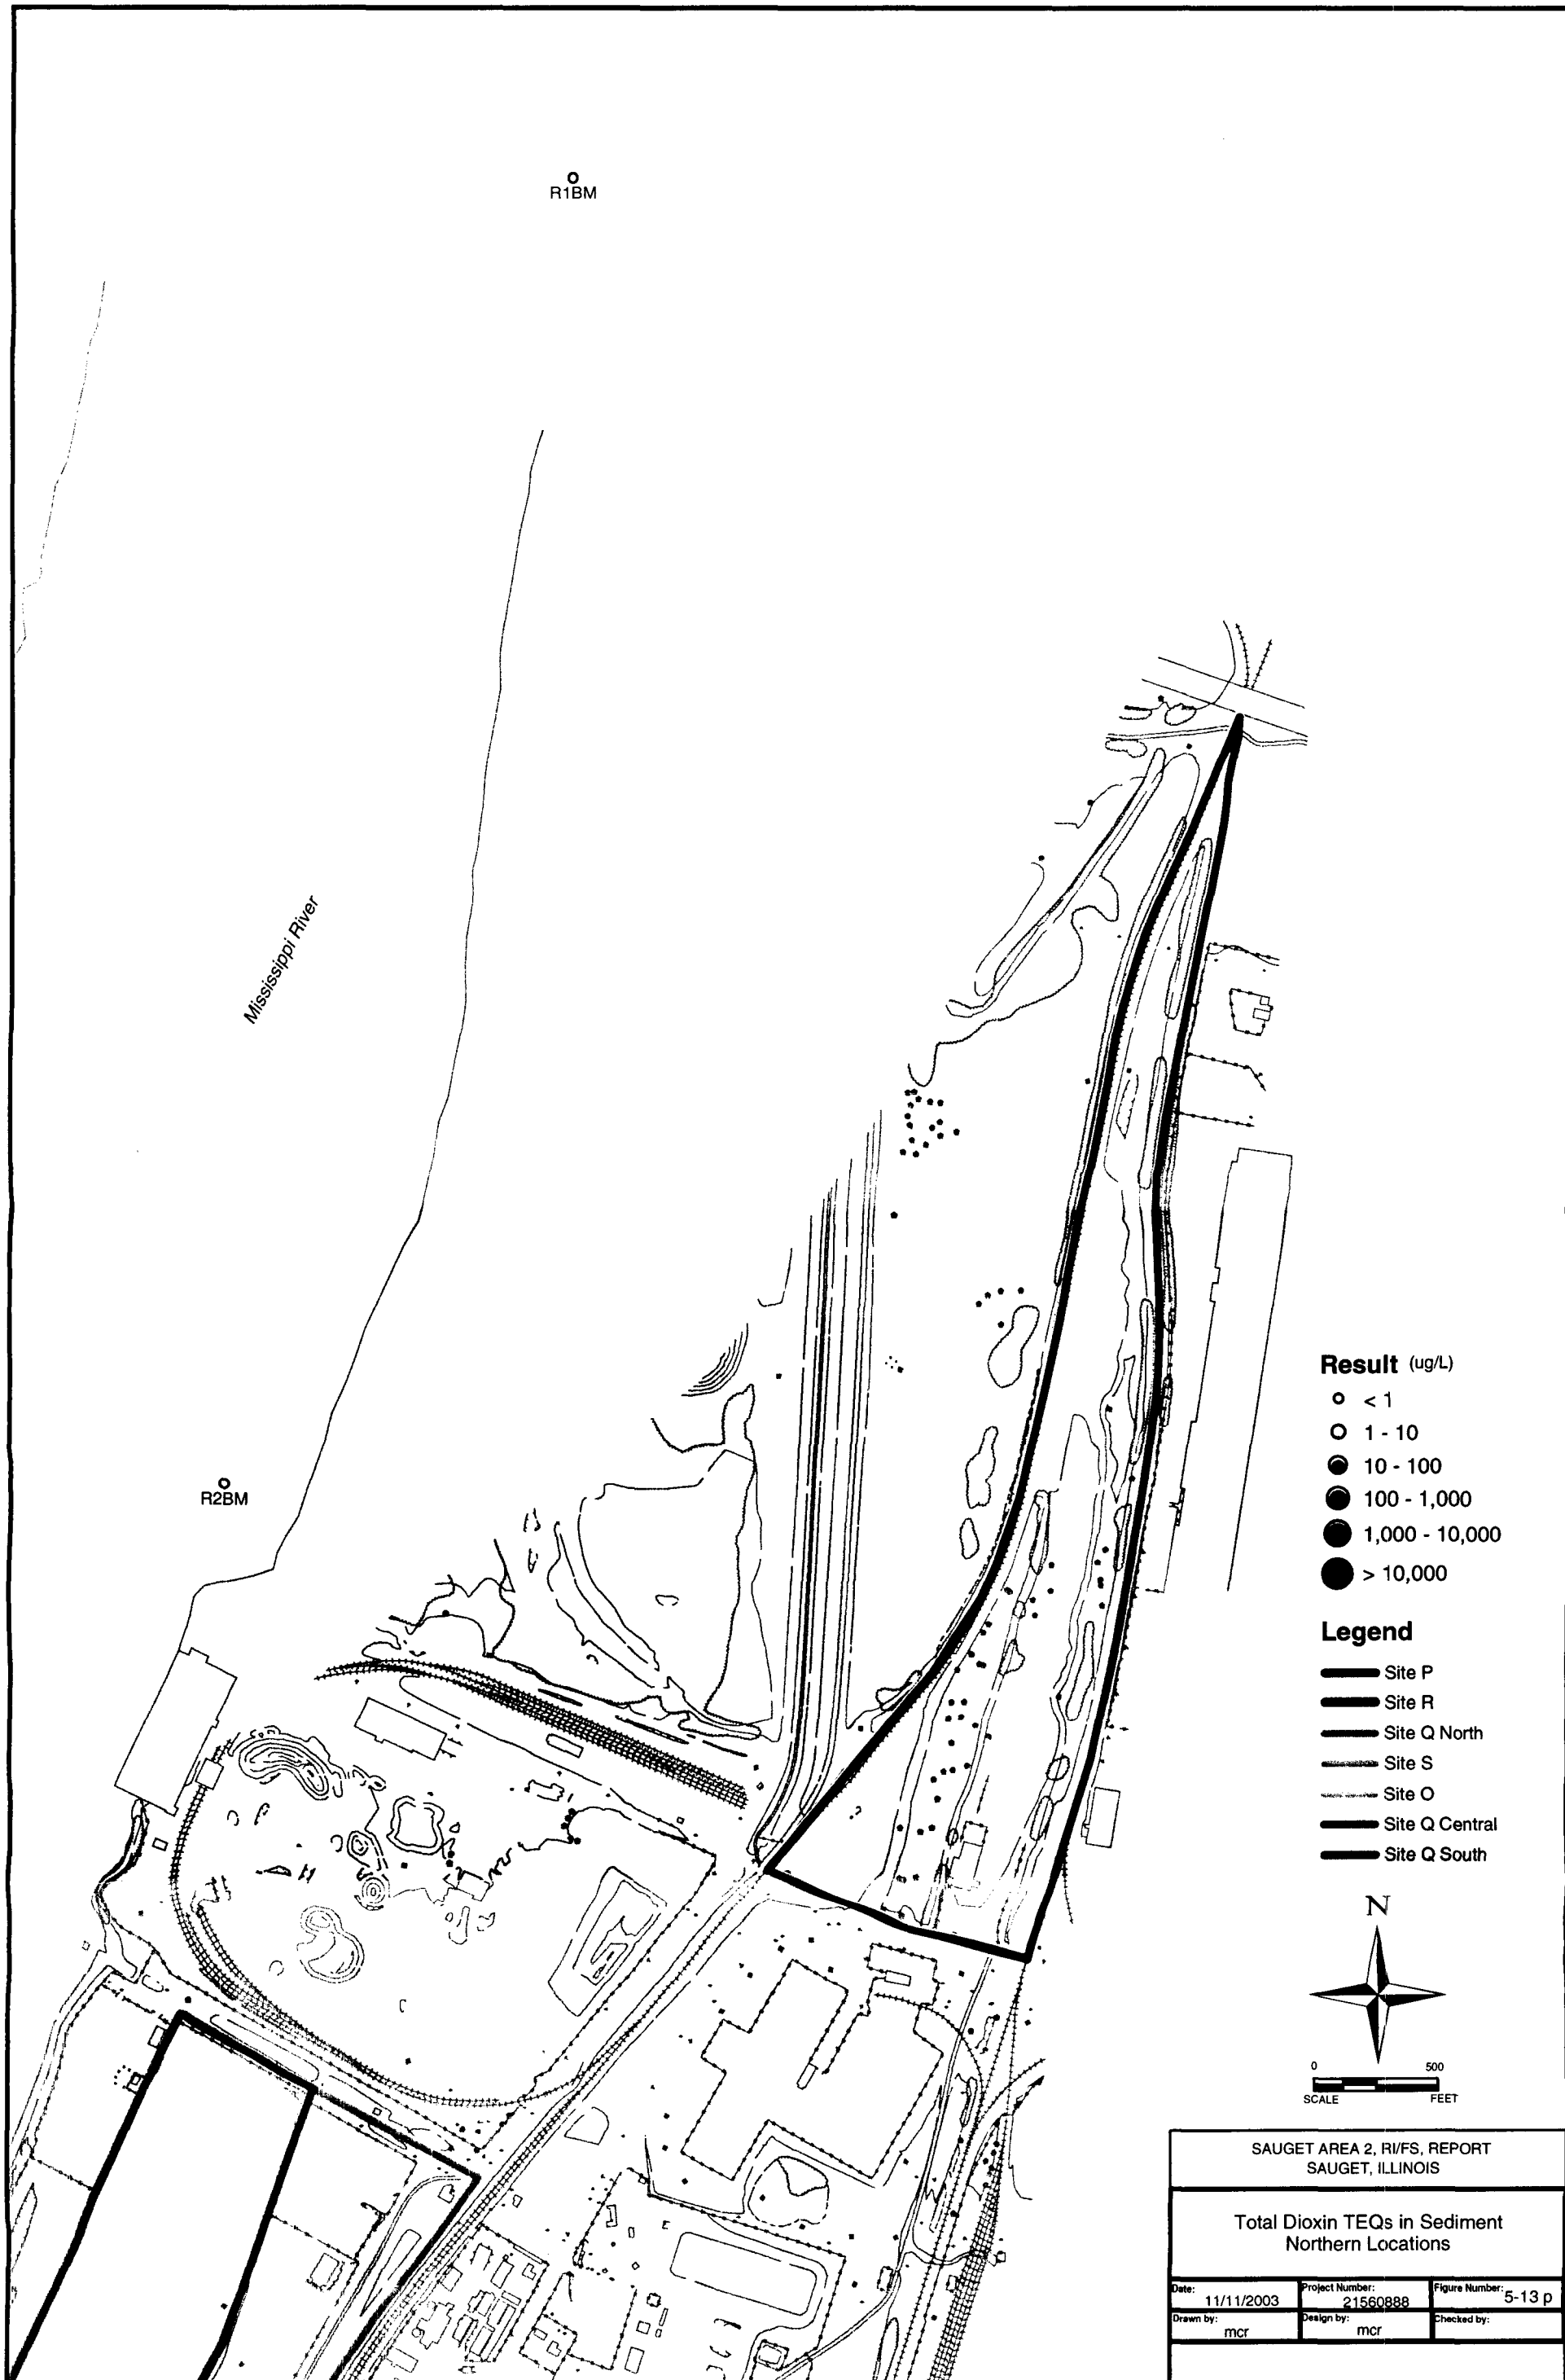 R1BM
Mississippi River
R2BM
Result (ug/L)
< 1
1 - 10
10 - 100
100 - 1,000
1,000 - 10,000
> 10,000
Legend
Site P
Site R
Site Q North
Site S
Site O
Site Q Central
Site Q South
N
0 500
SCALE FEET
SAUGET AREA 2, RI/FS, REPORT
SAUGET, ILLINOIS
Total Dioxin TEQs in Sediment
Northern Locations
Date: 11/11/2003
Project Number: 21560888
Figure Number: 5-13 p
Drawn by: mcr
Design by: mcr
Checked by: